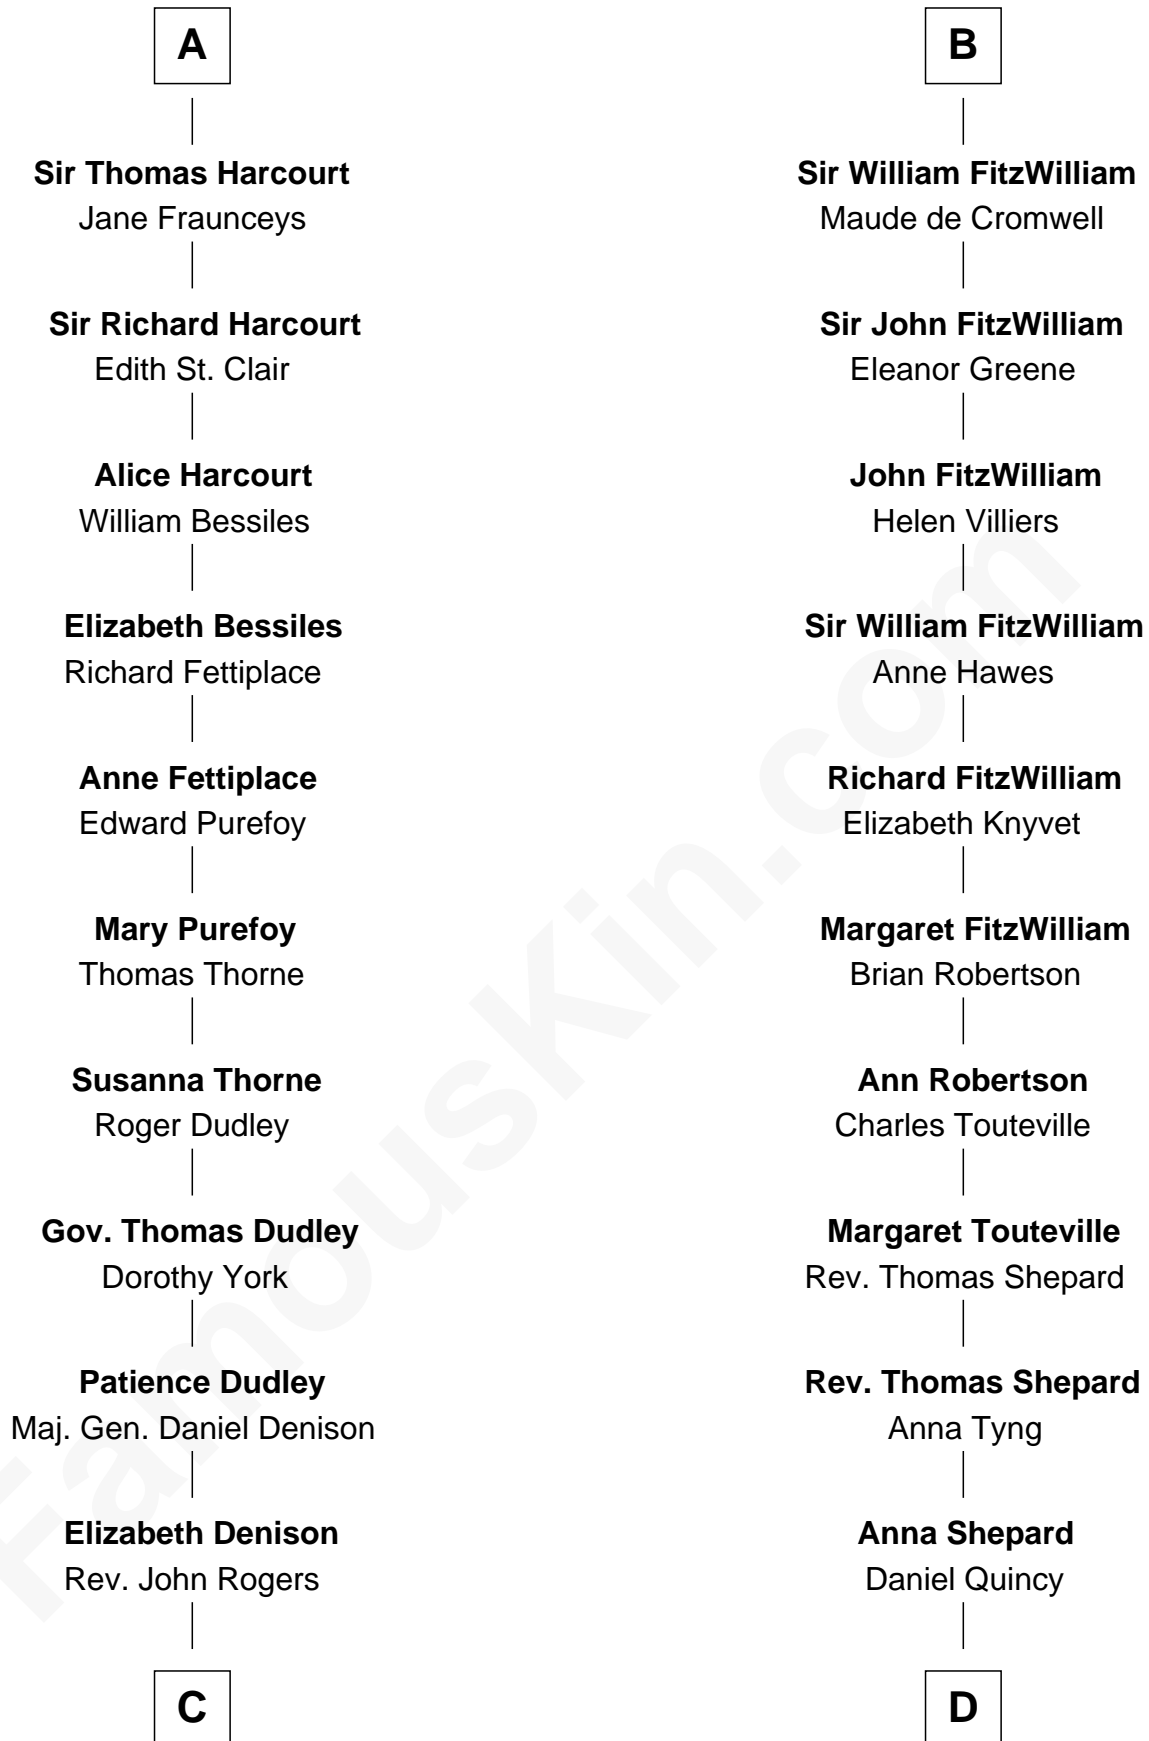 A
Sir Thomas Harcourt
Jane Fraunceys
Sir Richard Harcourt
Edith St. Clair
Alice Harcourt
William Bessiles
Elizabeth Bessiles
Richard Fettiplace
Anne Fettiplace
Edward Purefoy
Mary Purefoy
Thomas Thorne
Susanna Thorne
Roger Dudley
Gov. Thomas Dudley
Dorothy York
Patience Dudley
Maj. Gen. Daniel Denison
Elizabeth Denison
Rev. John Rogers
C
B
Sir William FitzWilliam
Maude de Cromwell
Sir John FitzWilliam
Eleanor Greene
John FitzWilliam
Helen Villiers
Sir William FitzWilliam
Anne Hawes
Richard FitzWilliam
Elizabeth Knyvet
Margaret FitzWilliam
Brian Robertson
Ann Robertson
Charles Touteville
Margaret Touteville
Rev. Thomas Shepard
Rev. Thomas Shepard
Anna Tyng
Anna Shepard
Daniel Quincy
D
FamousKin.com